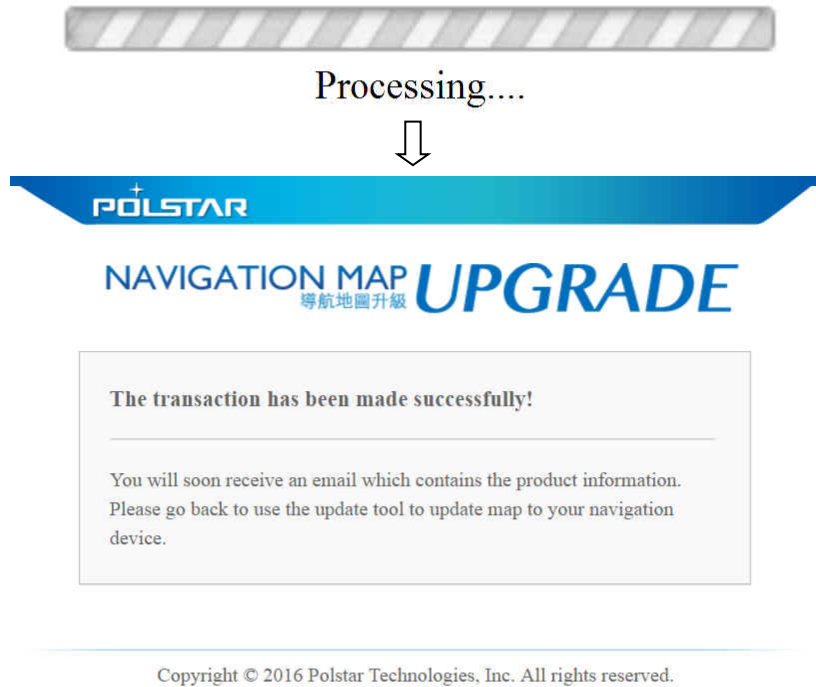 Processing....
POLSTAR
NAVIGATION MAP UPGRADE
導航地圖升級
The transaction has been made successfully!
You will soon receive an email which contains the product information.
Please go back to use the update tool to update map to your navigation
device.
Copyright © 2016 Polstar Technologies, Inc. All rights reserved.